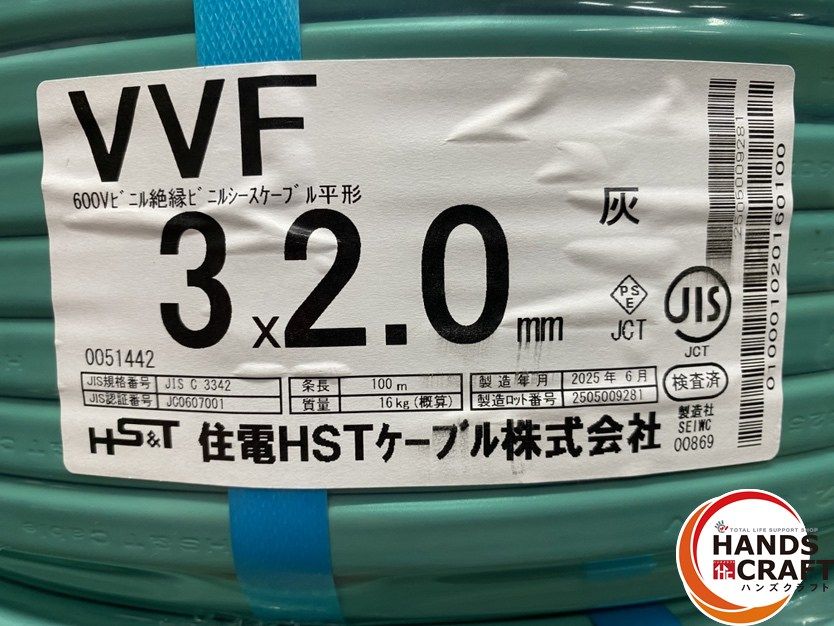 VVF
600Vビニル絶縁ビニルシースケーブル平形
灰
3x2.0mm
PSE
JCT
JIS
JCT
0051442
JIS規格番号 JIS C 3342 条長 100m 製造年月 2025年6月
JIS認証番号 JC0607001 質量 16kg(概算) 製造ロット番号 2505009281
検査済
HS&T 住電HSTケーブル株式会社
製造社
SEIWC
00869
2505009281
010001020160100
TOTAL LIFE SUPPORT SHOP
HANDS
CRAFT
ハンズクラフト